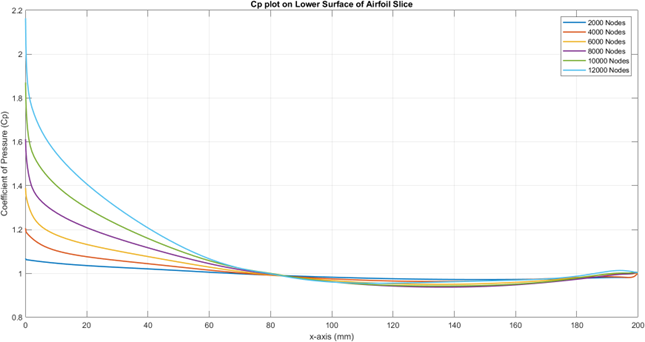 Cp plot on Lower Surface of Airfoil Slice
2.2
2
1.8
1.6
1.4
1.2
1
0.8
Coefficient of Pressure (Cp)
2000 Nodes
4000 Nodes
6000 Nodes
8000 Nodes
10000 Nodes
12000 Nodes
0 20 40 60 80 100 120 140 160 180 200
x-axis (mm)